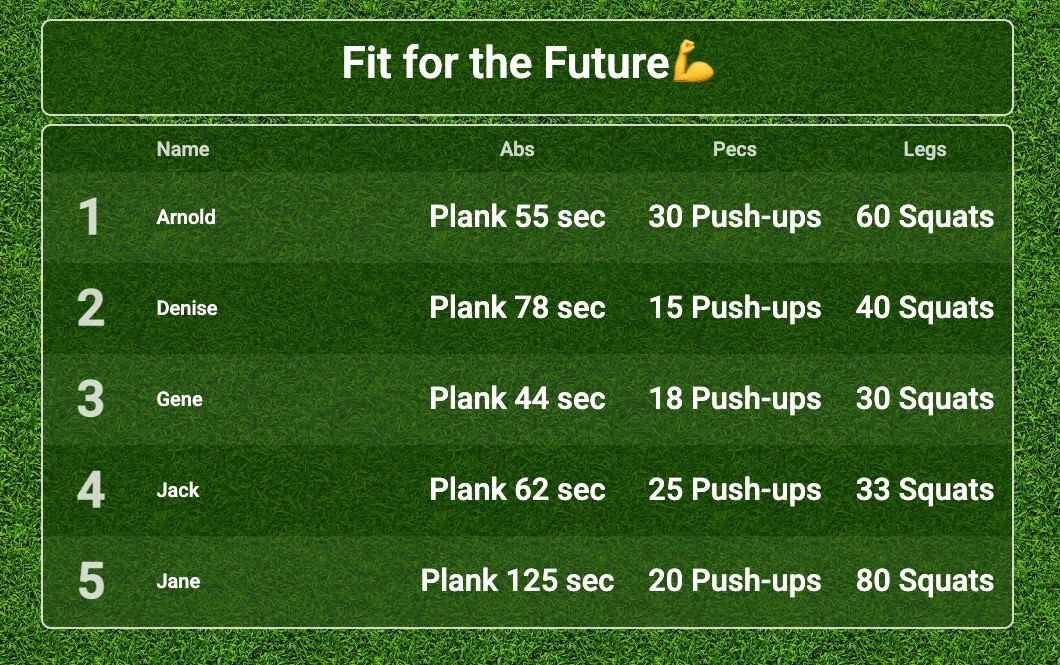 Fit for the Future💪
Name Abs Pecs Legs
1 Arnold Plank 55 sec 30 Push-ups 60 Squats
2 Denise Plank 78 sec 15 Push-ups 40 Squats
3 Gene Plank 44 sec 18 Push-ups 30 Squats
4 Jack Plank 62 sec 25 Push-ups 33 Squats
5 Jane Plank 125 sec 20 Push-ups 80 Squats